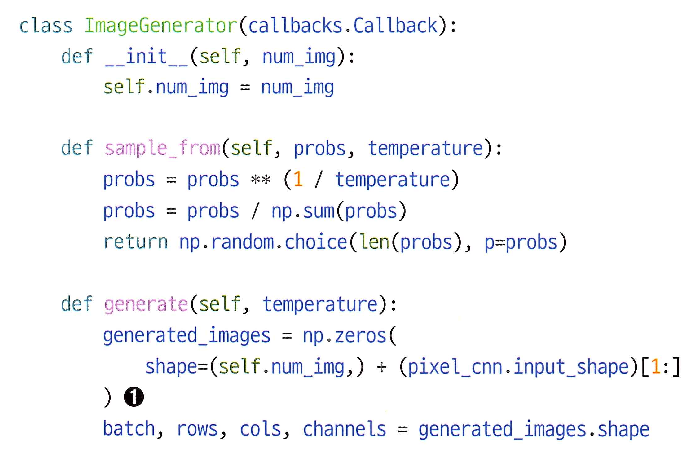 class ImageGenerator(callbacks.Callback):
    def __init__(self, num_img):
        self.num_img = num_img

    def sample_from(self, probs, temperature):
        probs = probs ** (1 / temperature)
        probs = probs / np.sum(probs)
        return np.random.choice(len(probs), p=probs)

    def generate(self, temperature):
        generated_images = np.zeros(
            shape=(self.num_img,) + (pixel_cnn.input_shape)[1:]
        ) ❶
        batch, rows, cols, channels = generated_images.shape